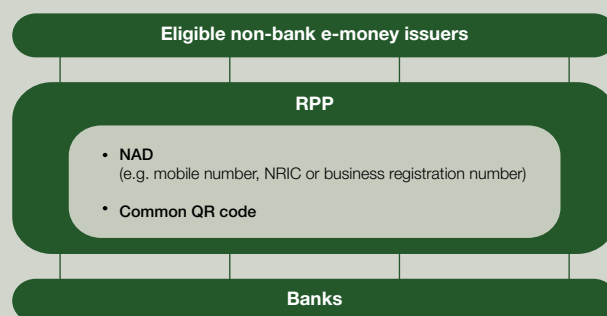 Eligible non-bank e-money issuers
RPP
• NAD
(e.g. mobile number, NRIC or business registration number)
• Common QR code
Banks